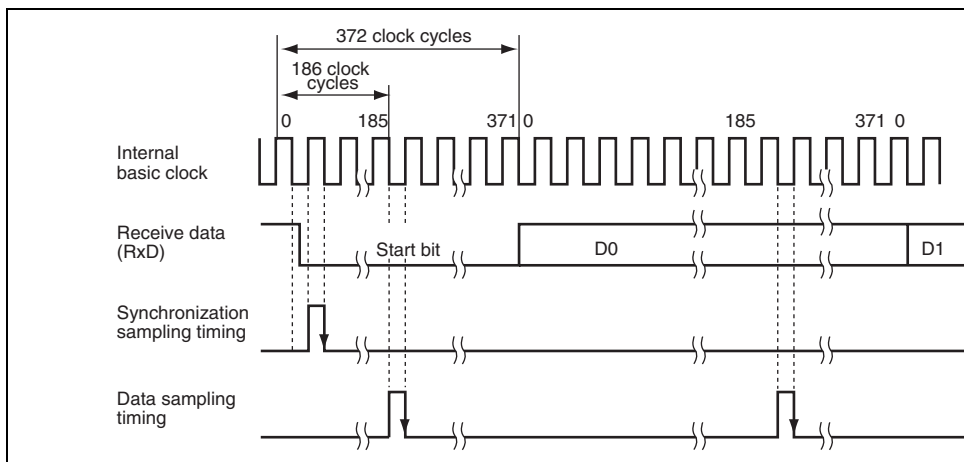 372 clock cycles
186 clock
cycles
0 185 371 0 185 371 0
Internal
basic clock
Receive data
(RxD)
Start bit D0 D1
Synchronization
sampling timing
Data sampling
timing